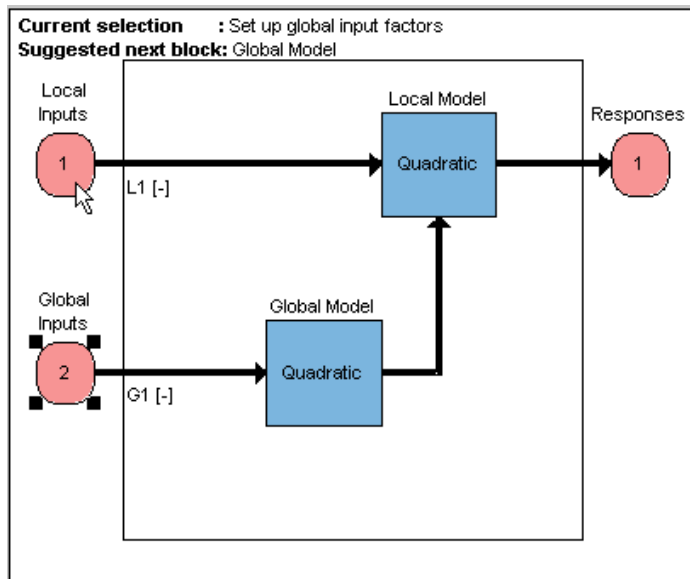 Current selection : Set up global input factors
Suggested next block: Global Model
Local
Inputs
1
L1 [-]
Local Model
Quadratic
Responses
1
Global
Inputs
2
G1 [-]
Global Model
Quadratic